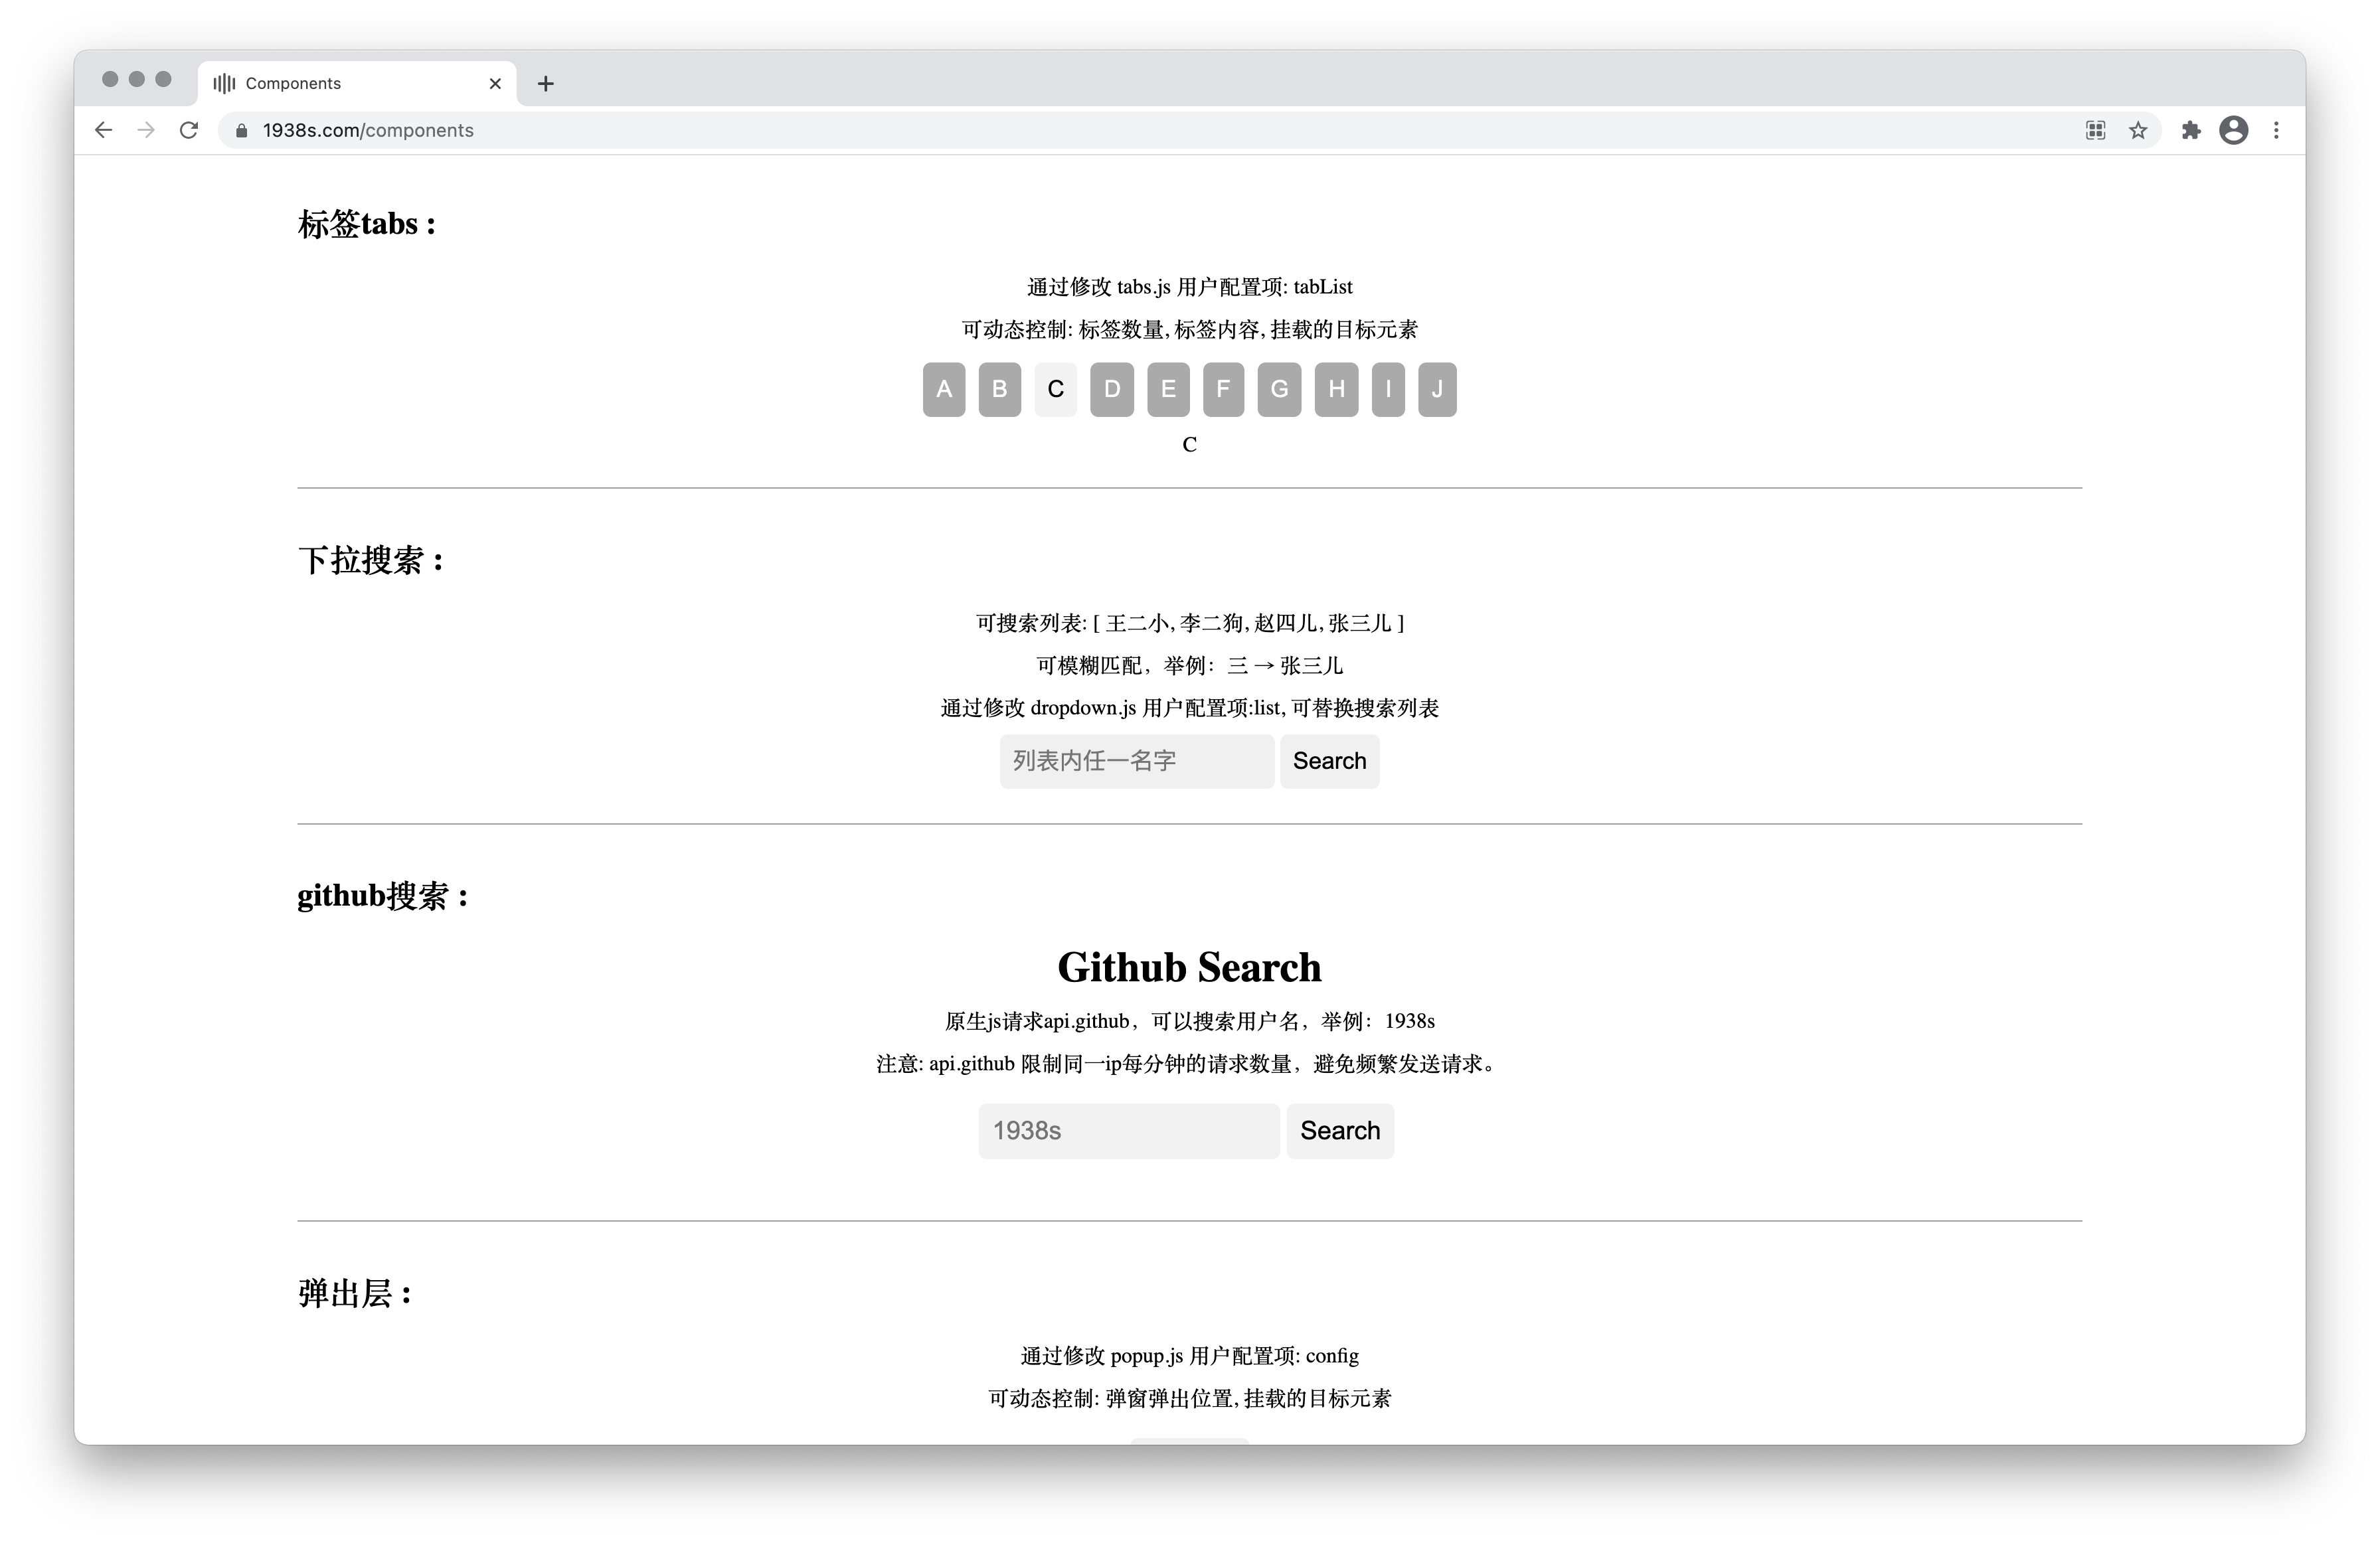 Components
1938s.com/components
标签tabs：
通过修改 tabs.js 用户配置项: tabList
可动态控制: 标签数量, 标签内容, 挂载的目标元素
A B C D E F G H I J
C
下拉搜索：
可搜索列表: [ 王二小, 李二狗, 赵四儿, 张三儿 ]
可模糊匹配，举例：三 → 张三儿
通过修改 dropdown.js 用户配置项:list, 可替换搜索列表
列表内任一名字 Search
github搜索：
Github Search
原生js请求api.github，可以搜索用户名，举例：1938s
注意: api.github 限制同一ip每分钟的请求数量，避免频繁发送请求。
1938s Search
弹出层：
通过修改 popup.js 用户配置项: config
可动态控制: 弹窗弹出位置, 挂载的目标元素